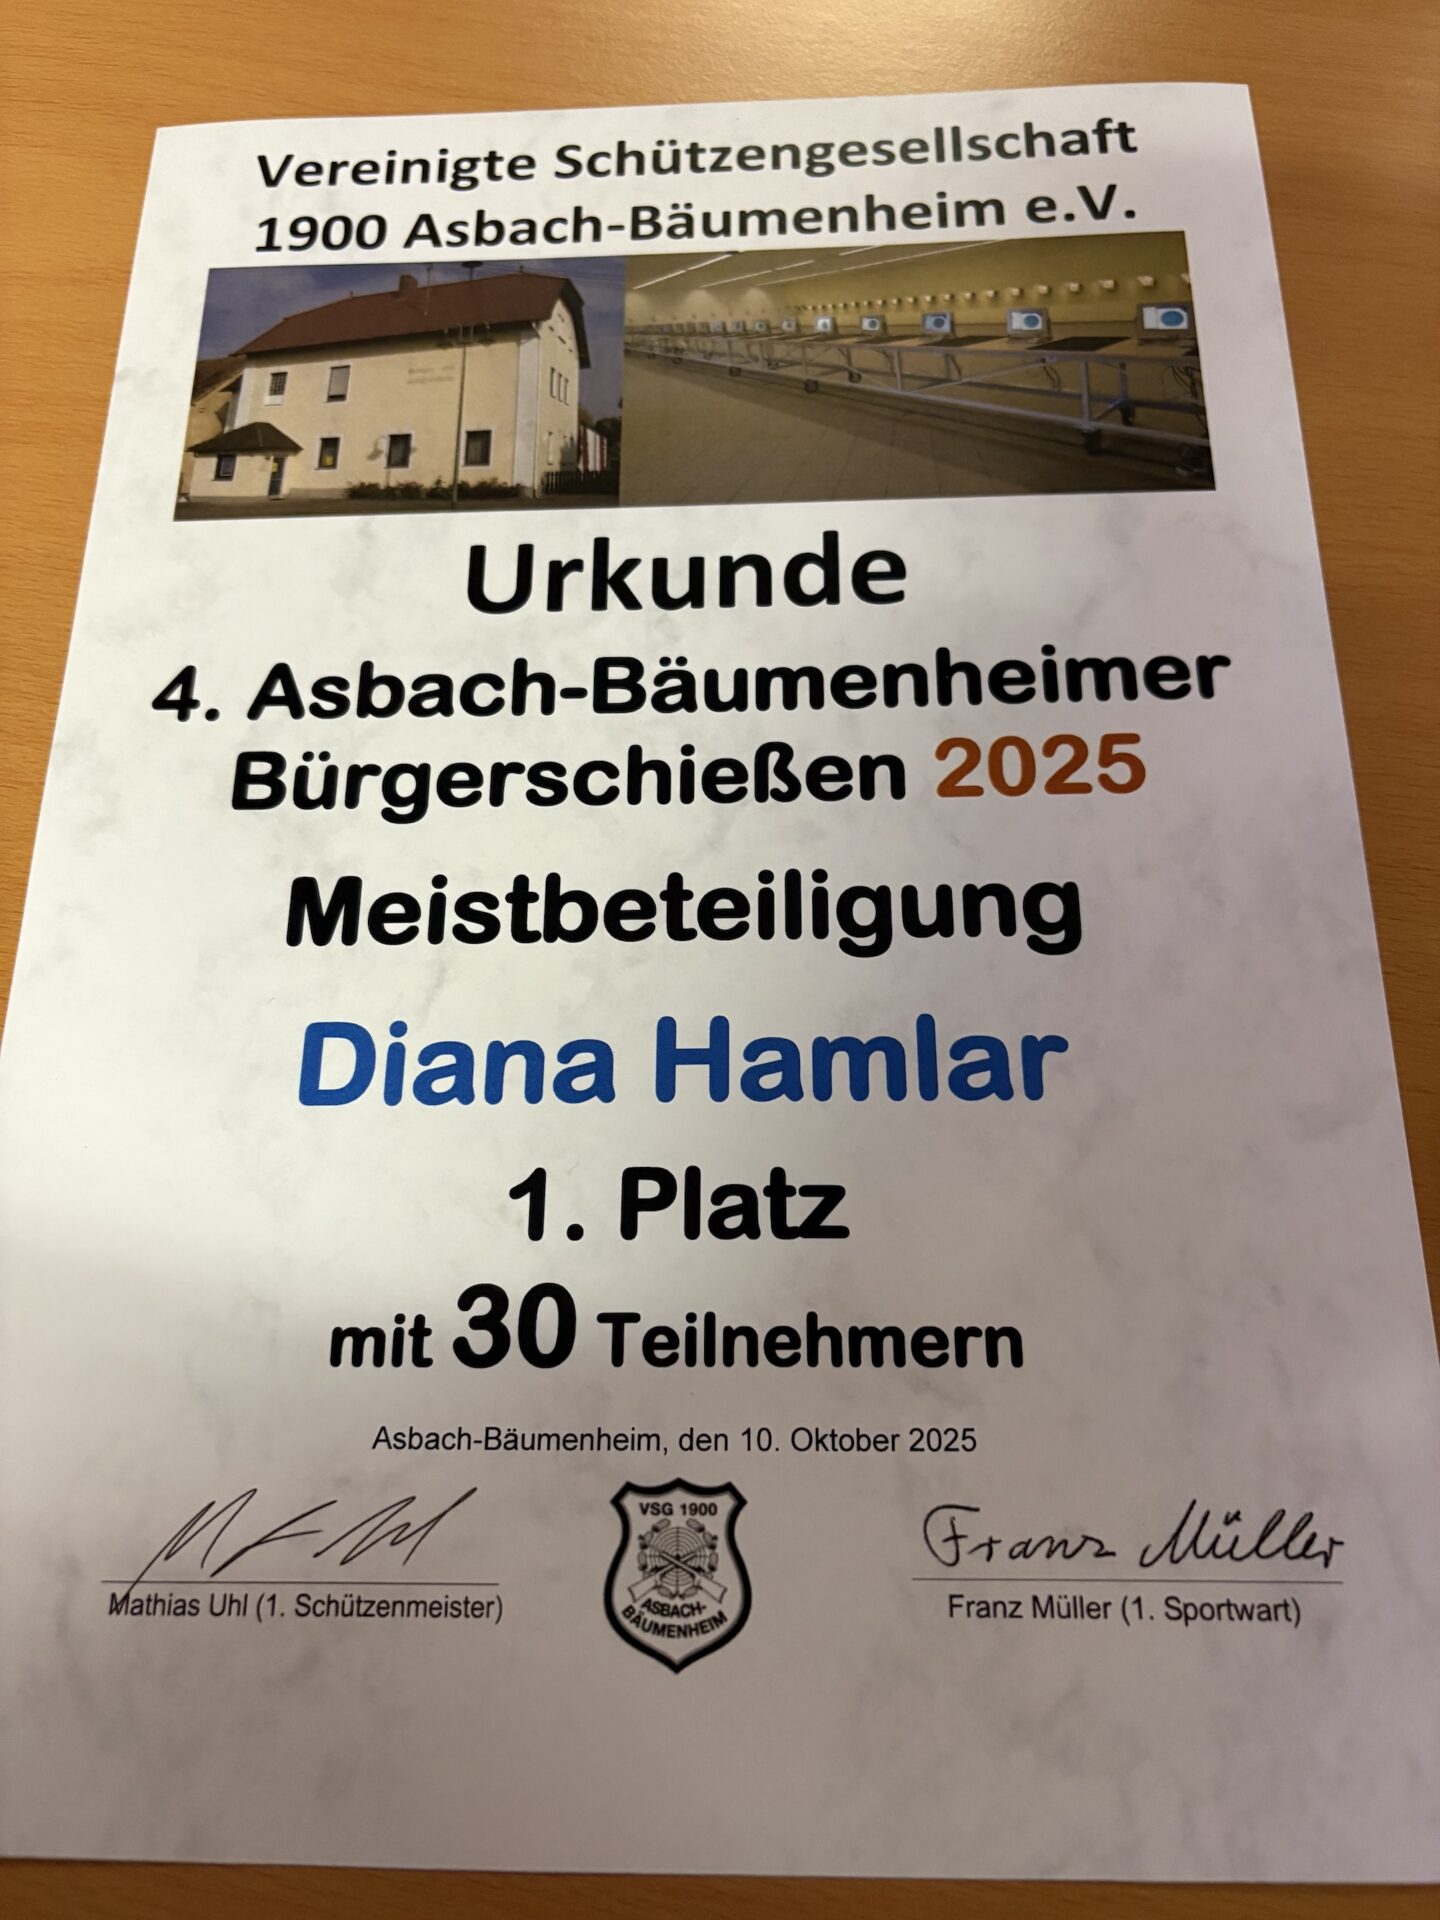 Vereinigte Schützengesellschaft
1900 Asbach-Bäumenheim e.V.
Urkunde
4. Asbach-Bäumenheimer
Bürgerschießen 2025
Meistbeteiligung
Diana Hamlar
1. Platz
mit 30 Teilnehmern
Asbach-Bäumenheim, den 10. Oktober 2025
Franz Müller
Mathias Uhl (1. Schützenmeister)
Franz Müller (1. Sportwart)
VSG 1900
ASBACH-
BÄUMENHEIM